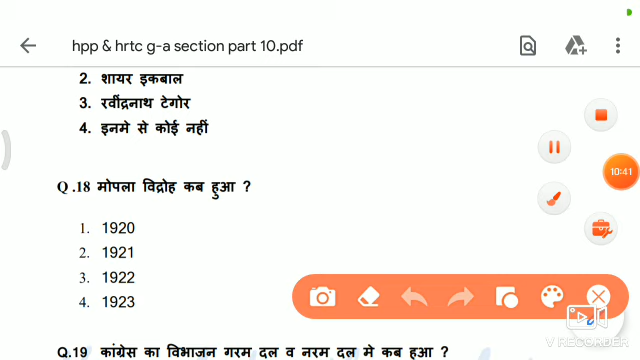 hpp & hrtc g-a section part 10.pdf
2. शायर इकबाल
3. रवींद्रनाथ टेगोर
4. इनमे से कोई नहीं
10:41
Q .18 मोपला विद्रोह कब हुआ ?
1. 1920
2. 1921
3. 1922
4. 1923
V RECORDER
Q.19 कांग्रेस का विभाजन गरम दल व नरम दल मे कब हुआ ?